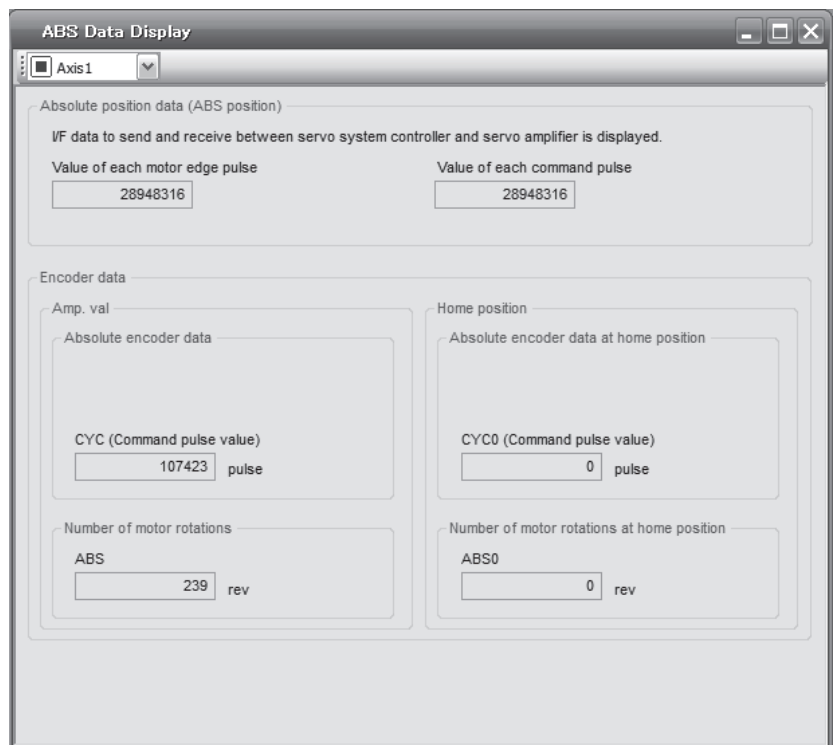 ABS Data Display
Axis1
Absolute position data (ABS position)
I/F data to send and receive between servo system controller and servo amplifier is displayed.
Value of each motor edge pulse
Value of each command pulse
28948316
28948316
Encoder data
Amp. val
Home position
Absolute encoder data
Absolute encoder data at home position
CYC (Command pulse value)
CYC0 (Command pulse value)
107423 pulse
0 pulse
Number of motor rotations
Number of motor rotations at home position
ABS
ABS0
239 rev
0 rev